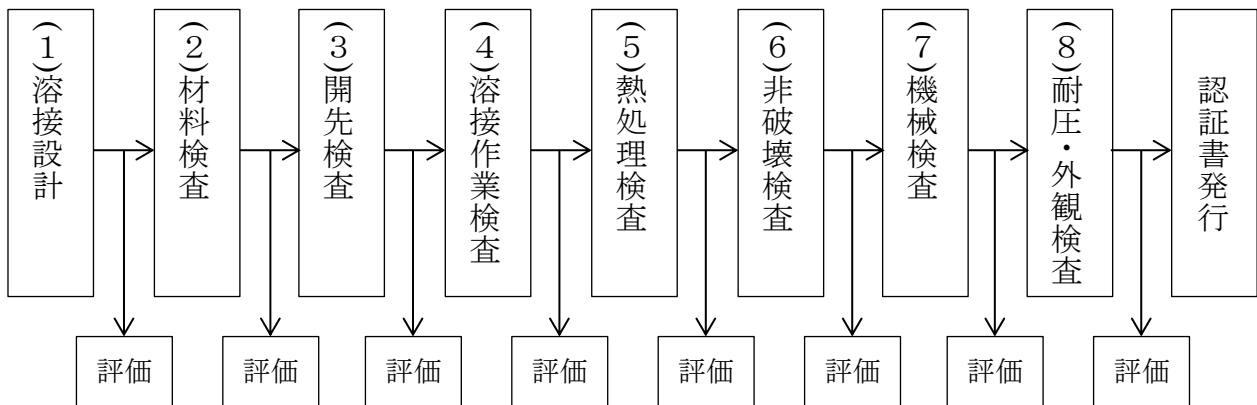 (1)溶接設計
(2)材料検査
(3)開先検査
(4)溶接作業検査
(5)熱処理検査
(6)非破壊検査
(7)機械検査
(8)耐圧・外観検査
認証書発行
評価
評価
評価
評価
評価
評価
評価
評価